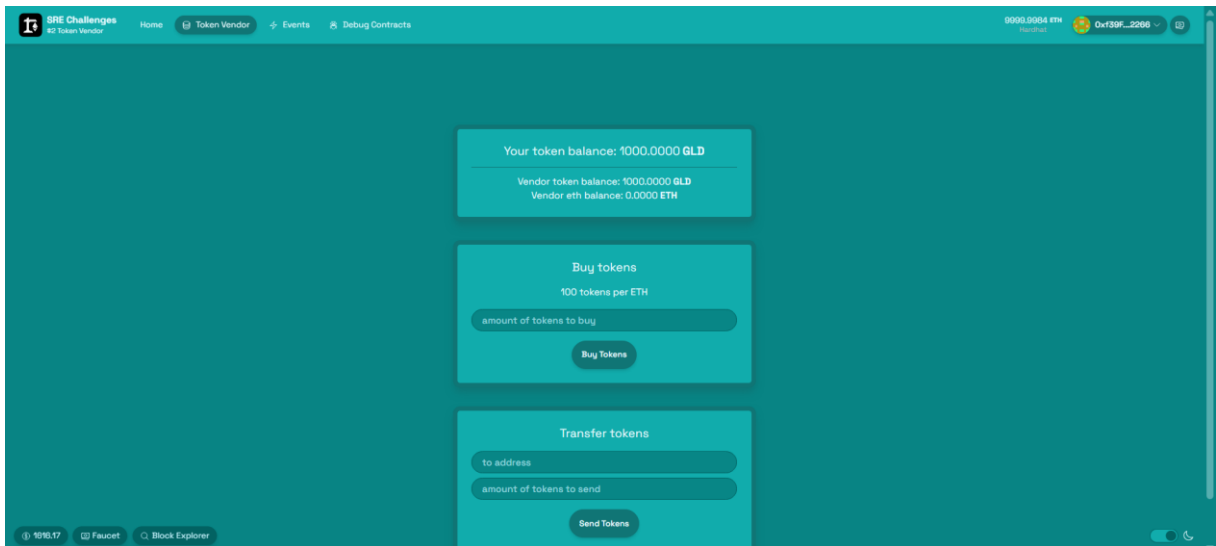 SRE Challenges
#2 Token Vendor
Home
Token Vendor
Events
Debug Contracts
9999.9964 ETH
Hardhat
0xf39F...2266
Your token balance: 1000.0000 GLD
Vendor token balance: 1000.0000 GLD
Vendor eth balance: 0.0000 ETH
Buy tokens
100 tokens per ETH
amount of tokens to buy
Buy Tokens
Transfer tokens
to address
amount of tokens to send
Send Tokens
1616.17
Faucet
Block Explorer